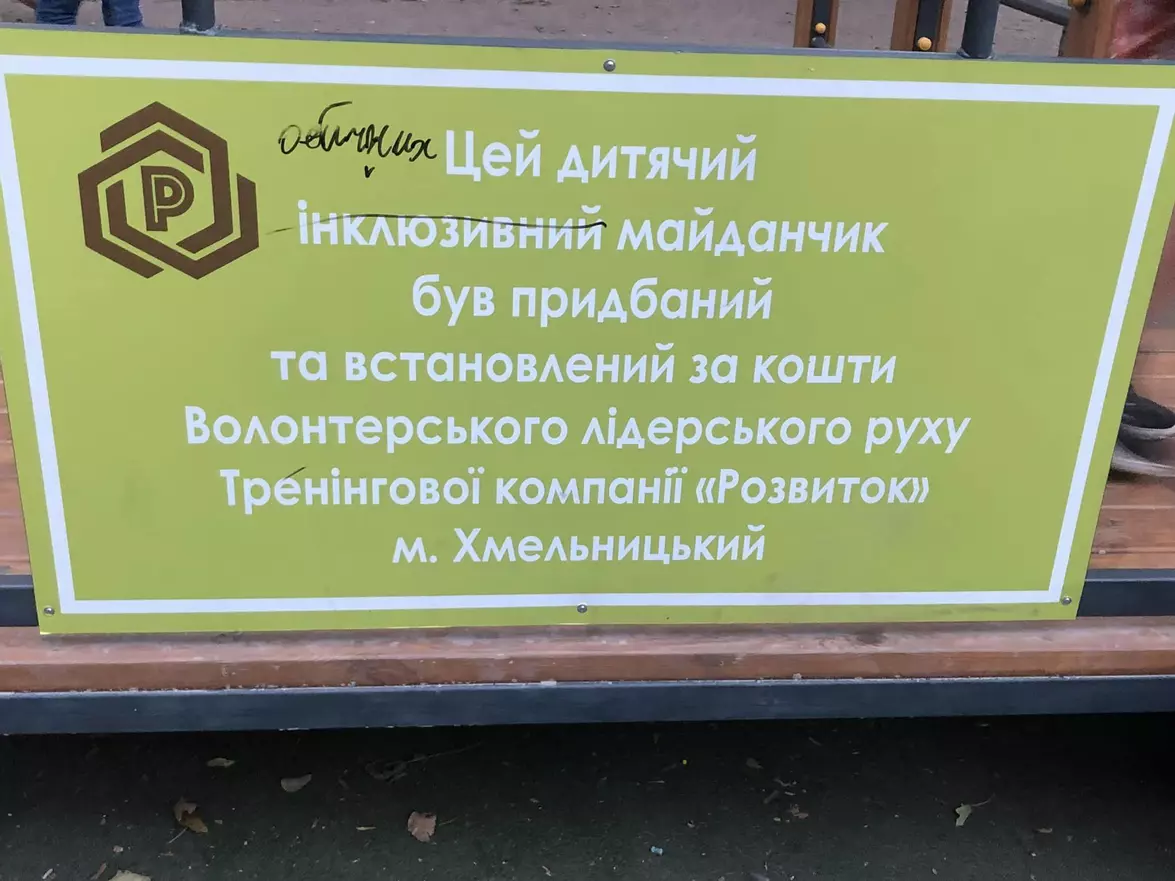 Р
Цей дитячий
інклюзивний майданчик
був придбаний
та встановлений за кошти
Волонтерського лідерського руху
Тренінгової компанії «Розвиток»
м. Хмельницький